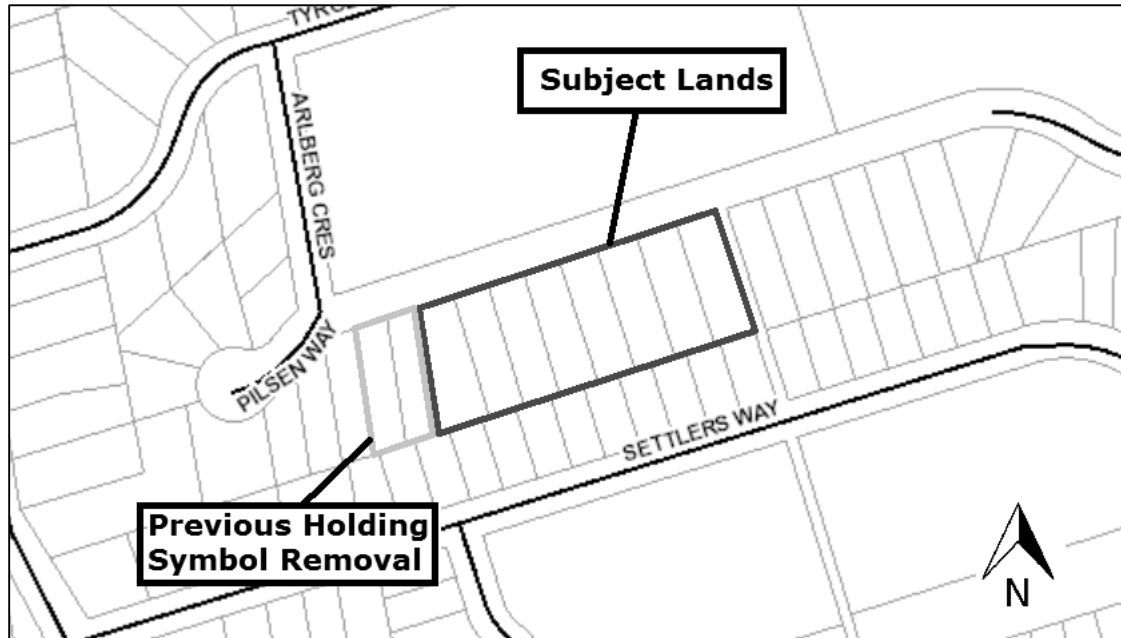 Subject Lands
ARLBERG CRES
PILSEN WAY
SETTLERS WAY
Previous Holding
Symbol Removal
N